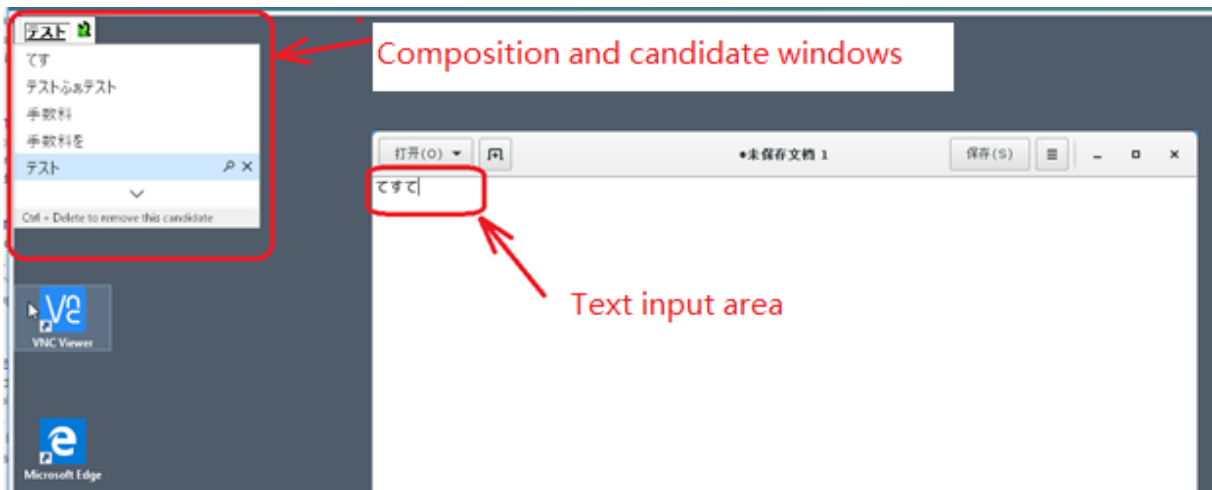 テスト
てす
テストふぁテスト
手数料
手数料を
テスト
Ctrl + Delete to remove this candidate
Composition and candidate windows
打开(O)
•未保存文档 1
保存(S)
てすて
Text input area
VNC Viewer
Microsoft Edge